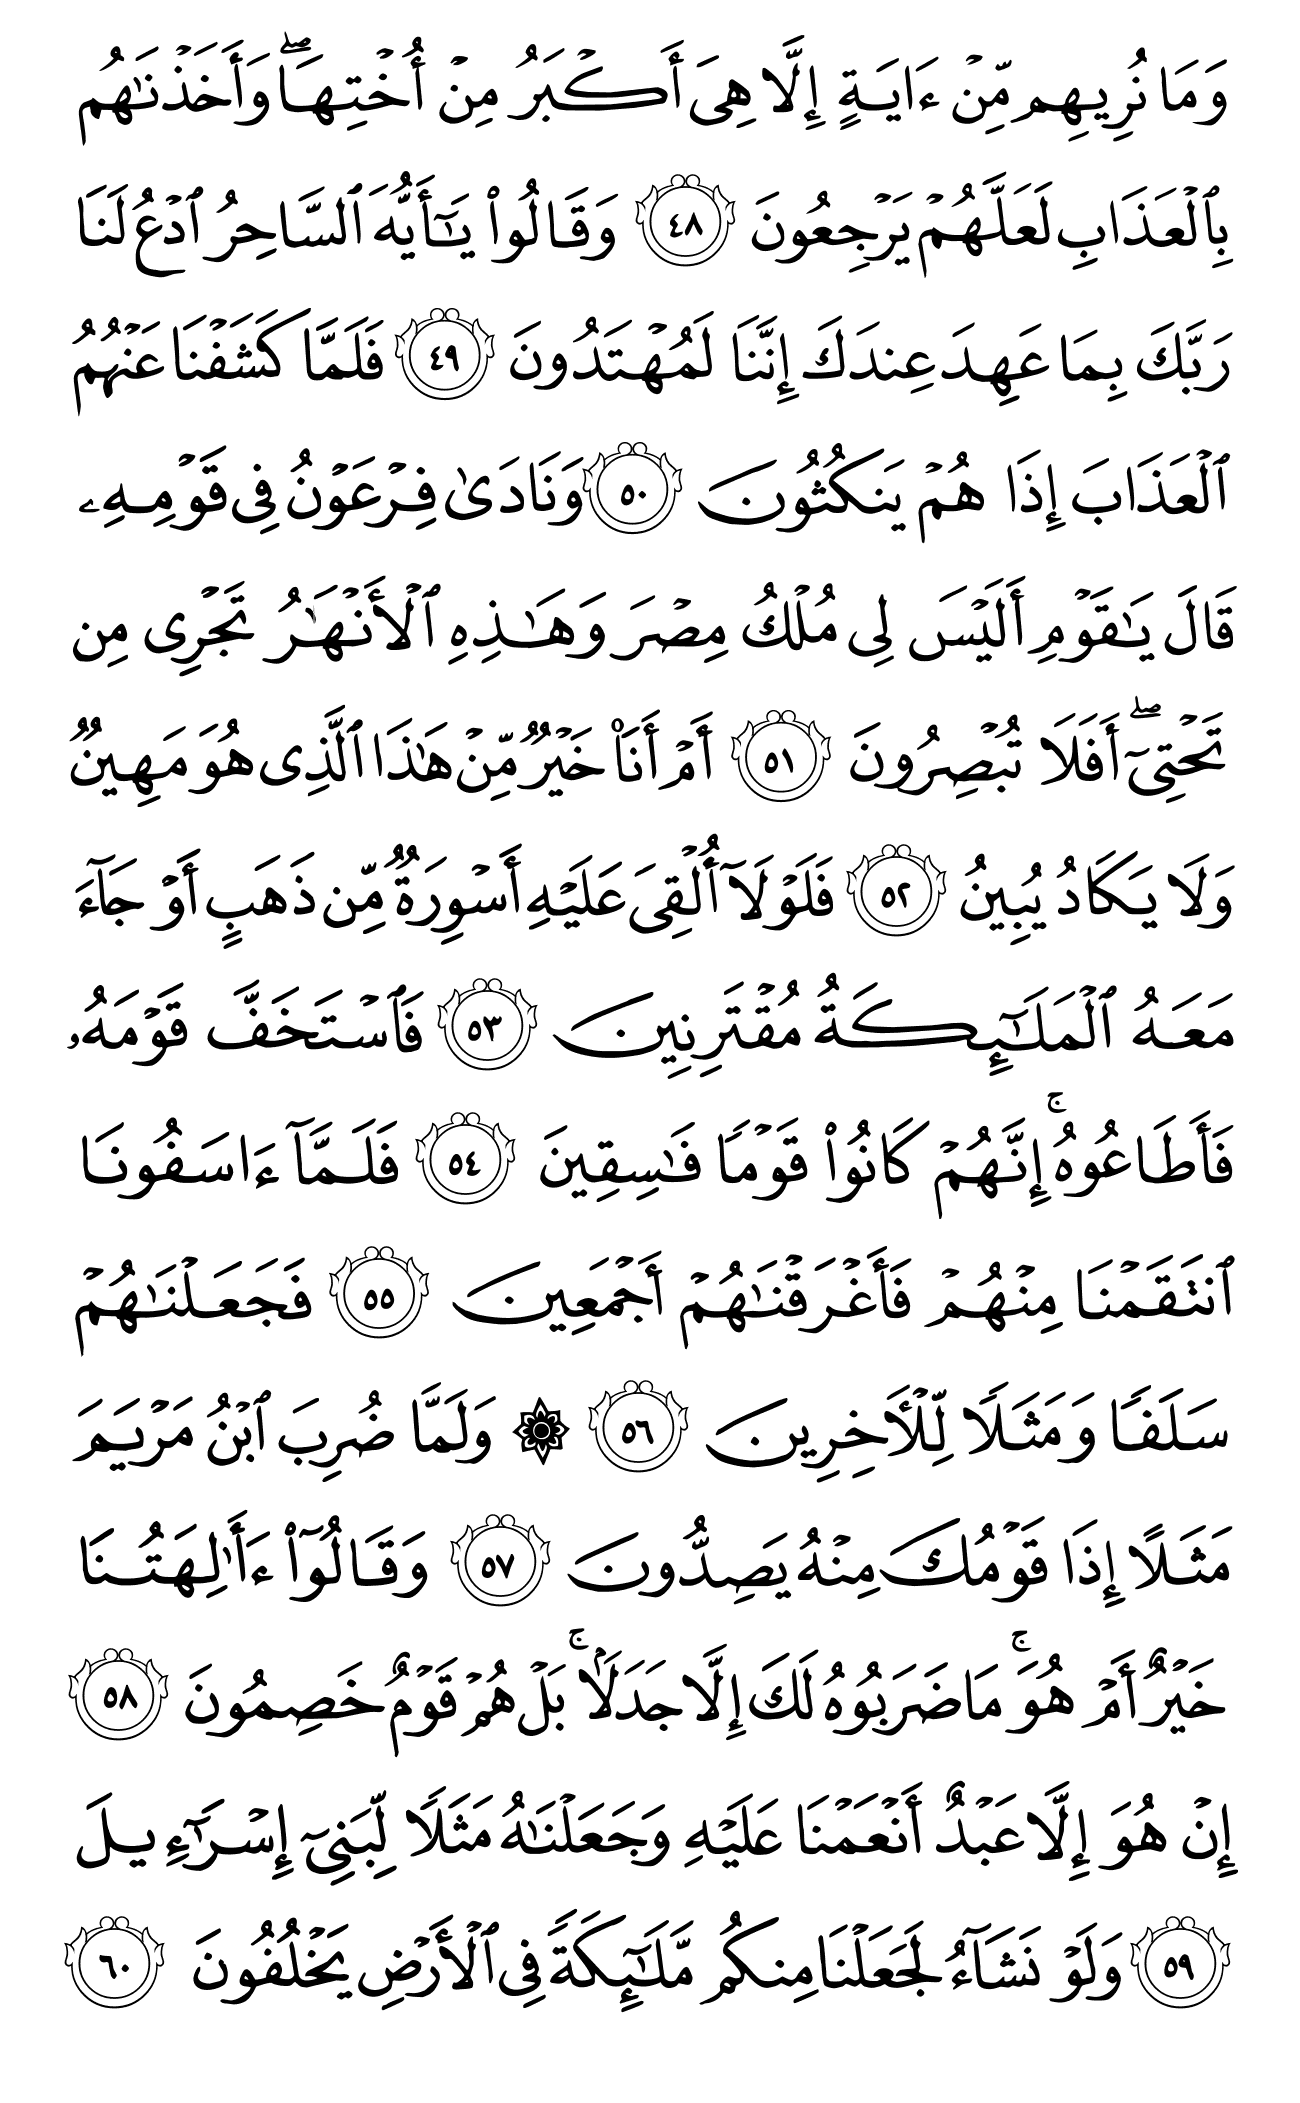 وَمَا نُرِيهِم مِّنْ ءَايَةٍ إِلَّا هِىَ أَكْبَرُ مِنْ أُخْتِهَا ۖ وَأَخَذْنَـٰهُم
بِٱلْعَذَابِ لَعَلَّهُمْ يَرْجِعُونَ ٤٨ وَقَالُوا۟ يَـٰٓأَيُّهَ ٱلسَّاحِرُ ٱدْعُ لَنَا
رَبَّكَ بِمَا عَهِدَ عِندَكَ إِنَّنَا لَمُهْتَدُونَ ٤٩ فَلَمَّا كَشَفْنَا عَنْهُمُ
ٱلْعَذَابَ إِذَا هُمْ يَنكُثُونَ ٥٠ وَنَادَىٰ فِرْعَوْنُ فِى قَوْمِهِۦ
قَالَ يَـٰقَوْمِ أَلَيْسَ لِى مُلْكُ مِصْرَ وَهَـٰذِهِ ٱلْأَنْهَـٰرُ تَجْرِى مِن
تَحْتِىٓ ۖ أَفَلَا تُبْصِرُونَ ٥١ أَمْ أَنَا۠ خَيْرٌ مِّنْ هَـٰذَا ٱلَّذِى هُوَ مَهِينٌ
وَلَا يَكَادُ يُبِينُ ٥٢ فَلَوْلَآ أُلْقِىَ عَلَيْهِ أَسْوِرَةٌ مِّن ذَهَبٍ أَوْ جَآءَ
مَعَهُ ٱلْمَلَـٰٓئِكَةُ مُقْتَرِنِينَ ٥٣ فَٱسْتَخَفَّ قَوْمَهُۥ
فَأَطَاعُوهُ ۚ إِنَّهُمْ كَانُوا۟ قَوْمًا فَـٰسِقِينَ ٥٤ فَلَمَّآ ءَاسَفُونَا
ٱنتَقَمْنَا مِنْهُمْ فَأَغْرَقْنَـٰهُمْ أَجْمَعِينَ ٥٥ فَجَعَلْنَـٰهُمْ
سَلَفًا وَمَثَلًا لِّلْـَٔاخِرِينَ ٥٦ ۞ وَلَمَّا ضُرِبَ ٱبْنُ مَرْيَمَ
مَثَلًا إِذَا قَوْمُكَ مِنْهُ يَصِدُّونَ ٥٧ وَقَالُوٓا۟ ءَأَـٰلِهَتُنَا
خَيْرٌ أَمْ هُوَ ۚ مَا ضَرَبُوهُ لَكَ إِلَّا جَدَلًۢا ۚ بَلْ هُمْ قَوْمٌ خَصِمُونَ ٥٨
إِنْ هُوَ إِلَّا عَبْدٌ أَنْعَمْنَا عَلَيْهِ وَجَعَلْنَـٰهُ مَثَلًا لِّبَنِىٓ إِسْرَٰٓءِيلَ
٥٩ وَلَوْ نَشَآءُ لَجَعَلْنَا مِنكُم مَّلَـٰٓئِكَةً فِى ٱلْأَرْضِ يَخْلُفُونَ ٦٠